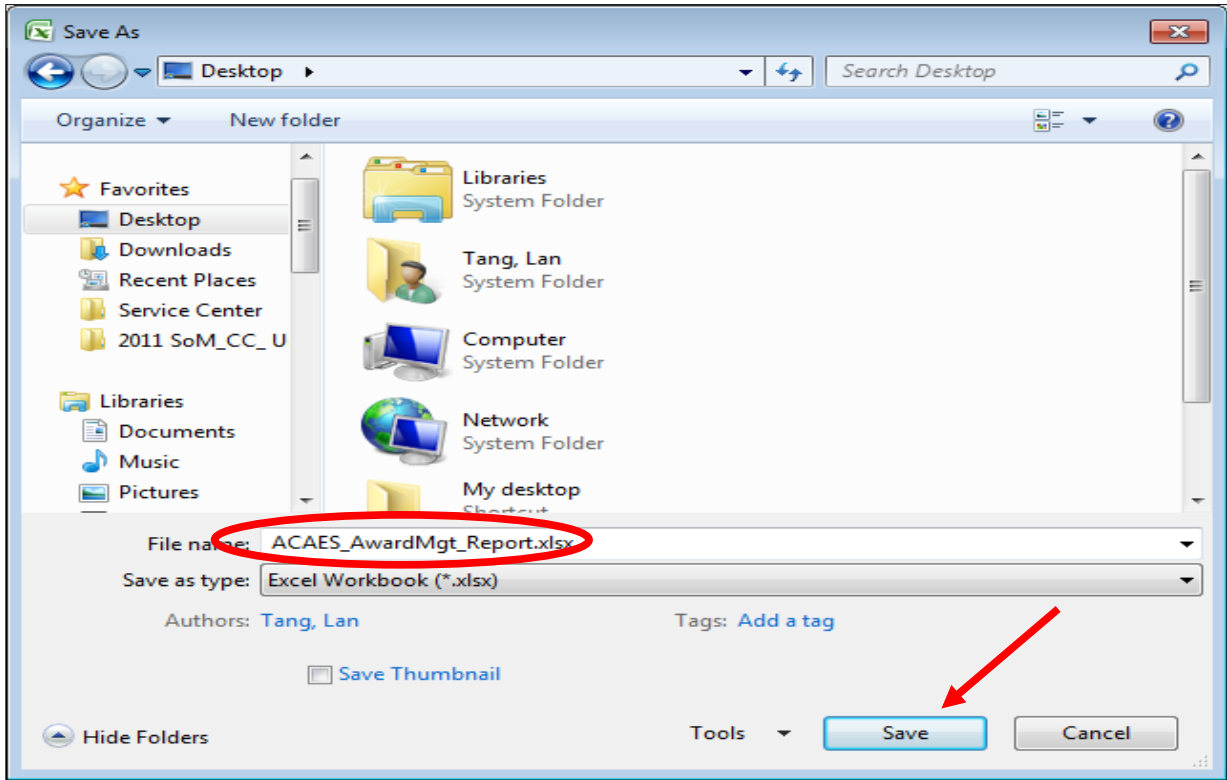 Save As
Desktop
Search Desktop
Organize
New folder
Favorites
Desktop
Downloads
Recent Places
Service Center
2011 SoM_CC_ U
Libraries
Documents
Music
Pictures
Libraries
System Folder
Tang, Lan
System Folder
Computer
System Folder
Network
System Folder
My desktop
Shortcut
File name: ACAES_AwardMgt_Report.xlsx
Save as type: Excel Workbook (*.xlsx)
Authors: Tang, Lan Tags: Add a tag
Save Thumbnail
Hide Folders Tools Save Cancel